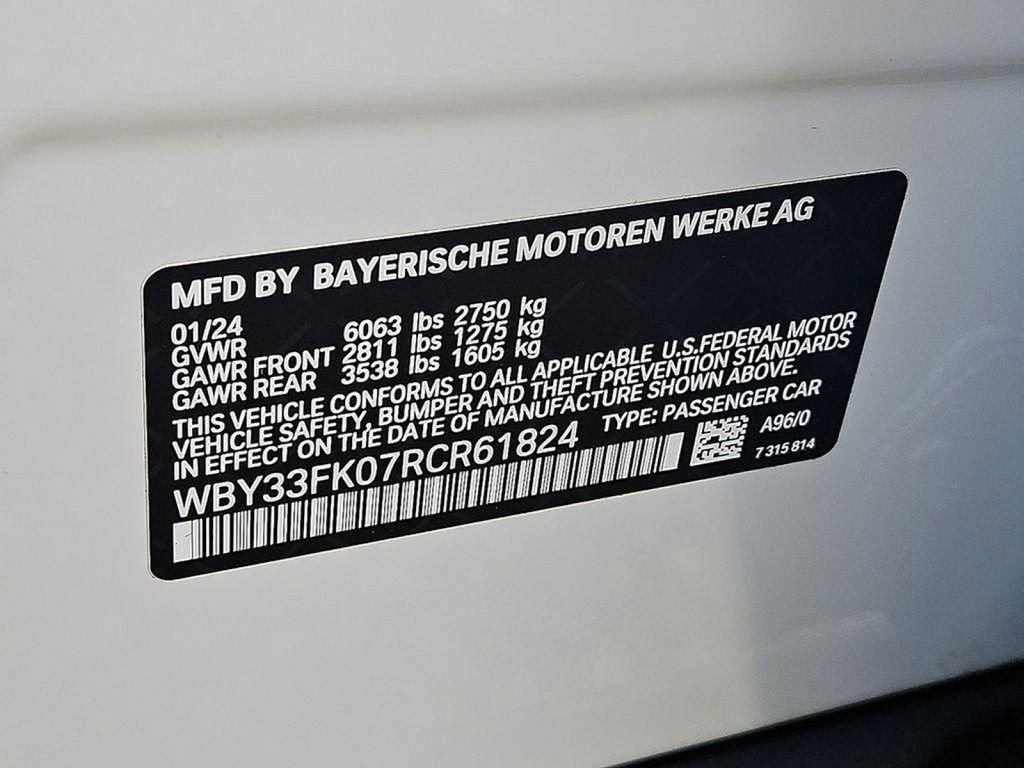 MFD BY BAYERISCHE MOTOREN WERKE AG
01/24
GVWR 6063 lbs 2750 kg
GAWR FRONT 2811 lbs 1275 kg
GAWR REAR 3538 lbs 1605 kg
THIS VEHICLE CONFORMS TO ALL APPLICABLE U.S.FEDERAL MOTOR
VEHICLE SAFETY, BUMPER AND THEFT PREVENTION STANDARDS
IN EFFECT ON THE DATE OF MANUFACTURE SHOWN ABOVE.
WBY33FK07RCR61824 TYPE: PASSENGER CAR
A96/0
7 315 814